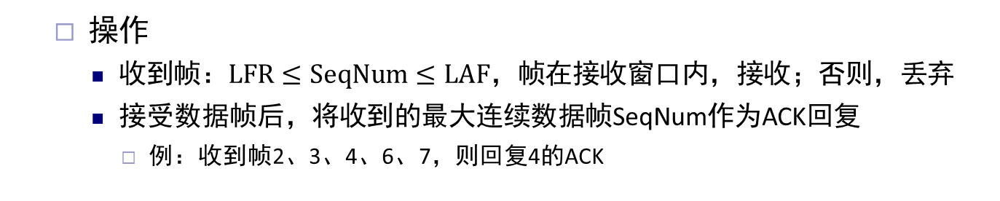 操作
收到帧：LFR ≤ SeqNum ≤ LAF，帧在接收窗口内，接收；否则，丢弃
接受数据帧后，将收到的最大连续数据帧SeqNum作为ACK回复
例：收到帧2、3、4、6、7，则回复4的ACK